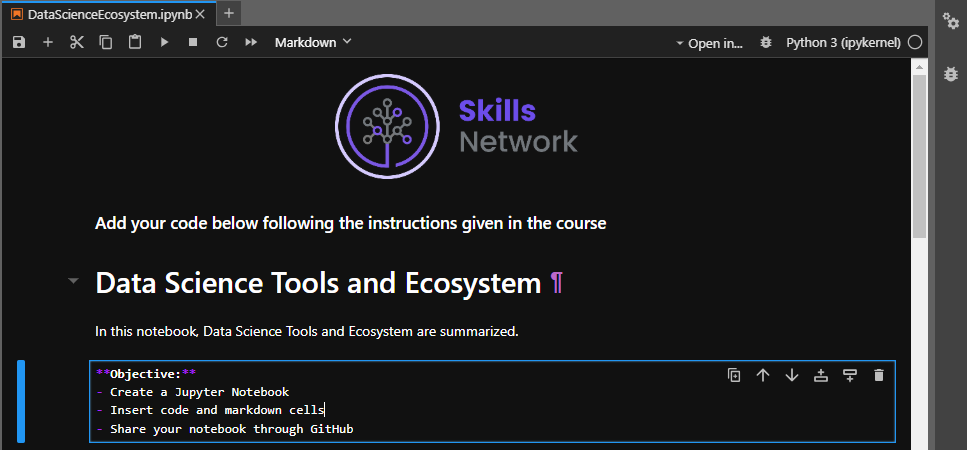 DataScienceEcosystem.ipynb
Markdown
Open in...
Python 3 (ipykernel)
Skills
Network
Add your code below following the instructions given in the course
Data Science Tools and Ecosystem ¶
In this notebook, Data Science Tools and Ecosystem are summarized.
**Objective:**
- Create a Jupyter Notebook
- Insert code and markdown cells
- Share your notebook through GitHub